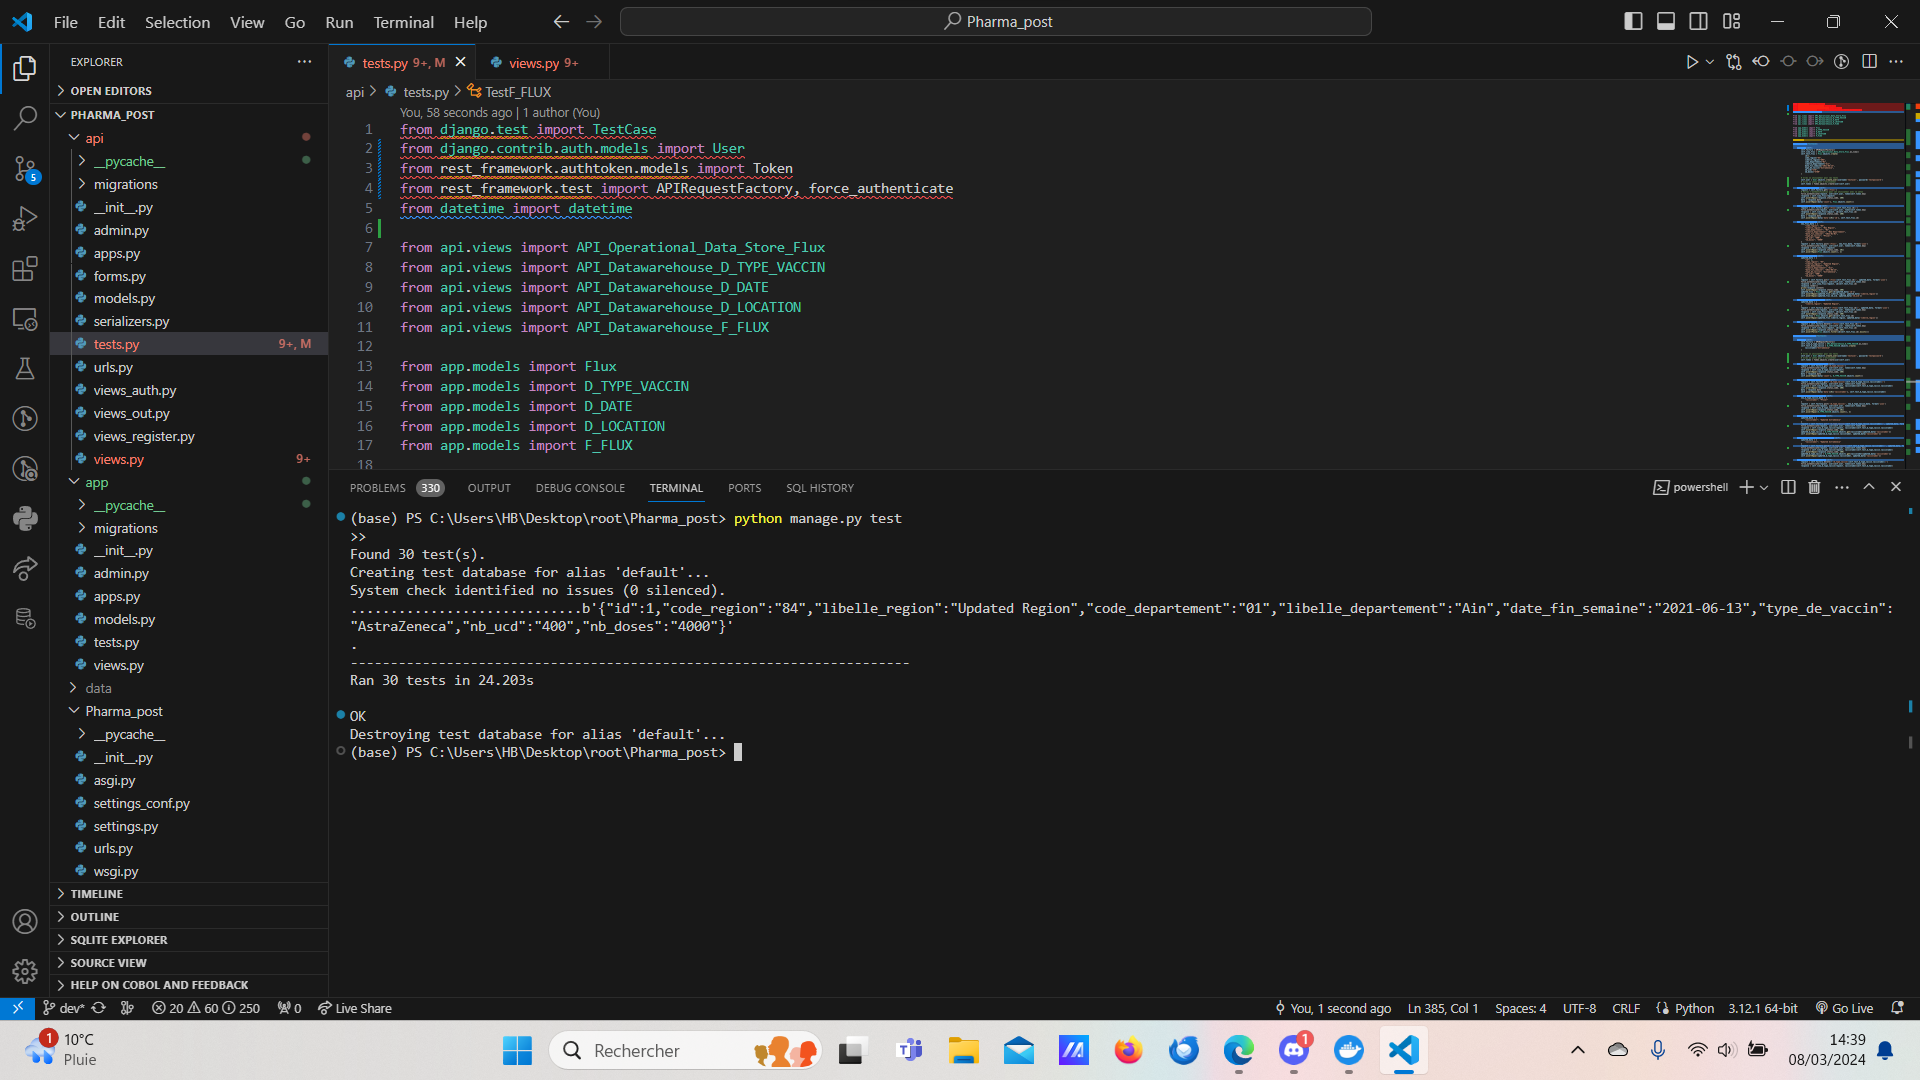 File Edit Selection View Go Run Terminal Help
Pharma_post
EXPLORER
OPEN EDITORS
PHARMA_POST
api
__pycache__
migrations
__init__.py
admin.py
apps.py
forms.py
models.py
serializers.py
tests.py 9+, M
urls.py
views_auth.py
views_out.py
views_register.py
views.py 9+
app
__pycache__
migrations
__init__.py
admin.py
apps.py
models.py
tests.py
views.py
data
Pharma_post
__pycache__
__init__.py
asgi.py
settings_conf.py
settings.py
urls.py
wsgi.py
TIMELINE
OUTLINE
SQLITE EXPLORER
SOURCE VIEW
HELP ON COBOL AND FEEDBACK
5
tests.py 9+, M
views.py 9+
api > tests.py > TestF_FLUX
You, 58 seconds ago | 1 author (You)
1 from django.test import TestCase
2 from django.contrib.auth.models import User
3 from rest_framework.authtoken.models import Token
4 from rest_framework.test import APIRequestFactory, force_authenticate
5 from datetime import datetime
6
7 from api.views import API_Operational_Data_Store_Flux
8 from api.views import API_Datawarehouse_D_TYPE_VACCIN
9 from api.views import API_Datawarehouse_D_DATE
10 from api.views import API_Datawarehouse_D_LOCATION
11 from api.views import API_Datawarehouse_F_FLUX
12
13 from app.models import Flux
14 from app.models import D_TYPE_VACCIN
15 from app.models import D_DATE
16 from app.models import D_LOCATION
17 from app.models import F_FLUX
18
PROBLEMS 330 OUTPUT DEBUG CONSOLE TERMINAL PORTS SQL HISTORY
powershell
(base) PS C:\Users\HB\Desktop\root\Pharma_post> python manage.py test
>>
Found 30 test(s).
Creating test database for alias 'default'...
System check identified no issues (0 silenced).
.............................b'{"id":1,"code_region":"84","libelle_region":"Updated Region","code_departement":"01","libelle_departement":"Ain","date_fin_semaine":"2021-06-13","type_de_vaccin":
"AstraZeneca","nb_ucd":"400","nb_doses":"4000"}'
.
----------------------------------------------------------------------
Ran 30 tests in 24.203s
OK
Destroying test database for alias 'default'...
(base) PS C:\Users\HB\Desktop\root\Pharma_post>
dev* 20 60 250 0 Live Share
You, 1 second ago Ln 385, Col 1 Spaces: 4 UTF-8 CRLF Python 3.12.1 64-bit Go Live
1
10°C
Pluie
Rechercher
1
14:39
08/03/2024